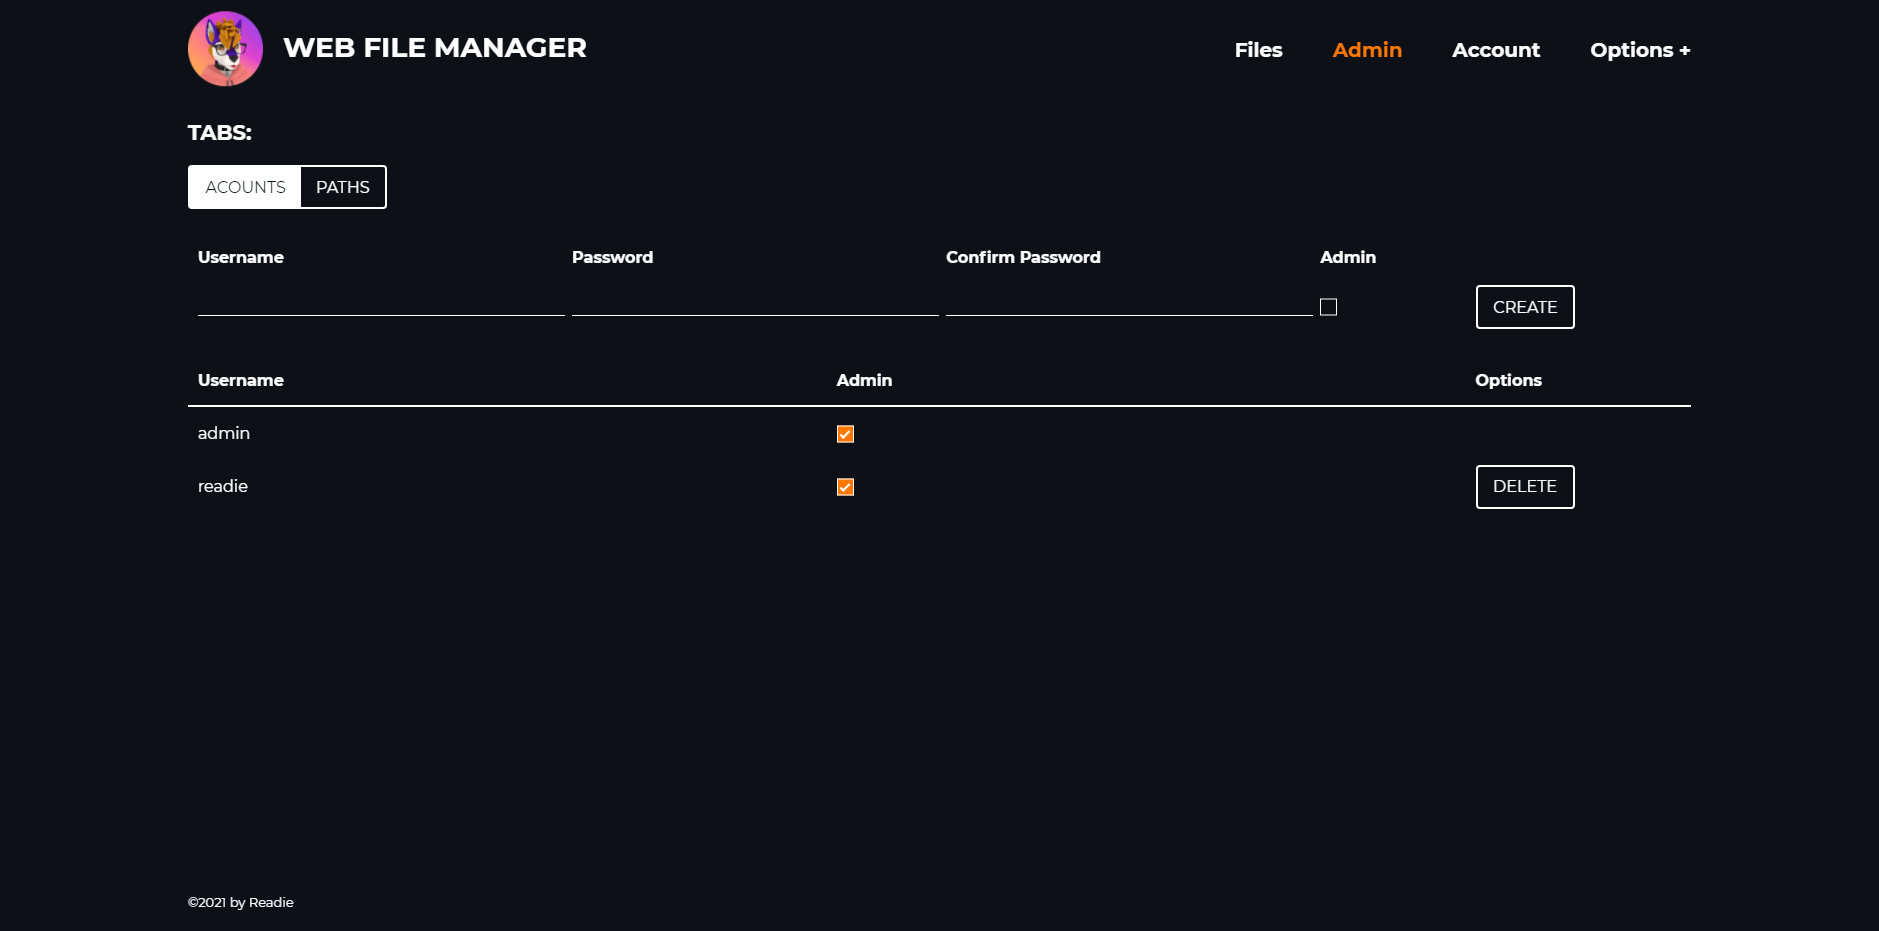 WEB FILE MANAGER
Files Admin Account Options +
TABS:
ACOUNTS PATHS
Username Password Confirm Password Admin
CREATE
Username Admin Options
admin
readie DELETE
©2021 by Readie